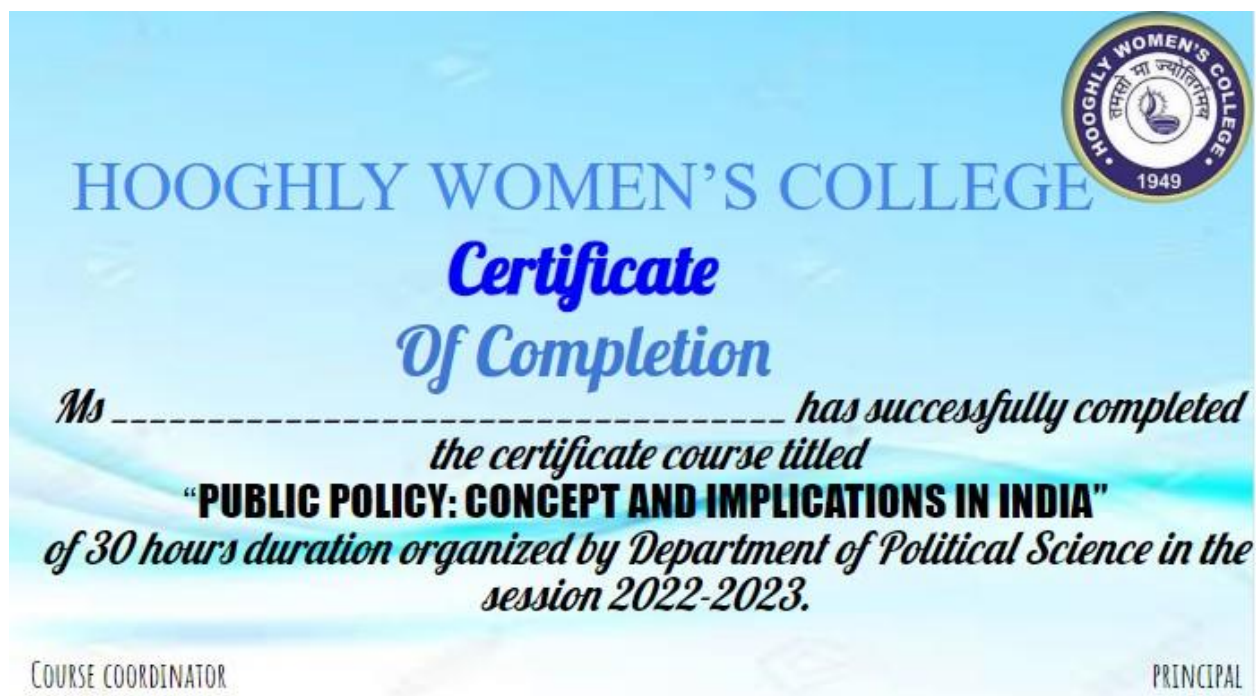 HOOGHLY WOMEN'S COLLEGE
तमसो मा ज्योतिर्गमय
1949
HOOGHLY WOMEN’S COLLEGE
Certificate
Of Completion
Ms ___________________________________ has successfully completed
the certificate course titled
“PUBLIC POLICY: CONCEPT AND IMPLICATIONS IN INDIA”
of 30 hours duration organized by Department of Political Science in the
session 2022-2023.
COURSE COORDINATOR
PRINCIPAL